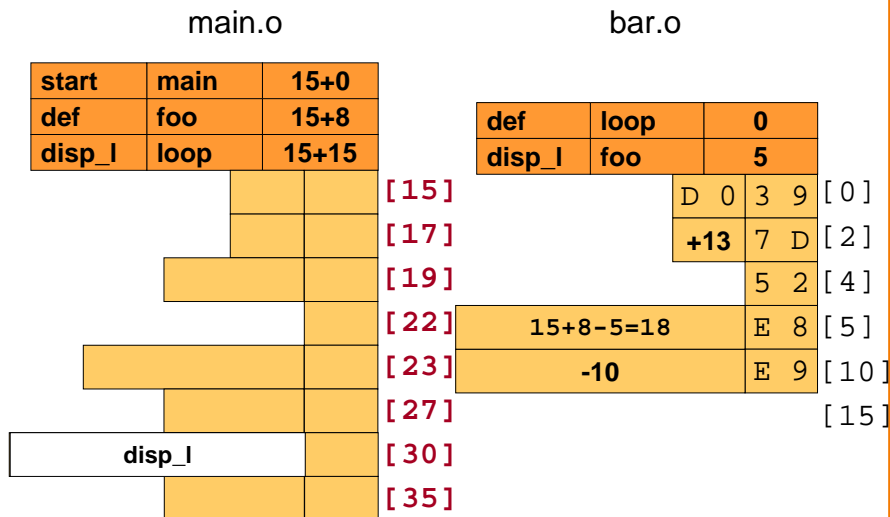 main.o bar.o
start main 15+0
def foo 15+8
disp_l loop 15+15
def loop 0
disp_l foo 5
[15] D 0 3 9 [0]
[17] +13 7 D [2]
[19] 5 2 [4]
[22] 15+8-5=18 E 8 [5]
[23] -10 E 9 [10]
[27] [15]
disp_l [30]
[35]